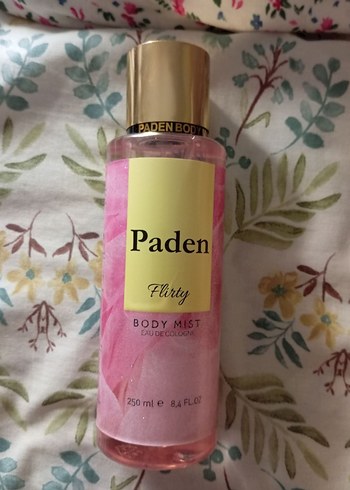 PADEN BODY
Paden
Flirty
BODY MIST
EAU DE COLOGNE
250 ml e 8,4 FL.OZ